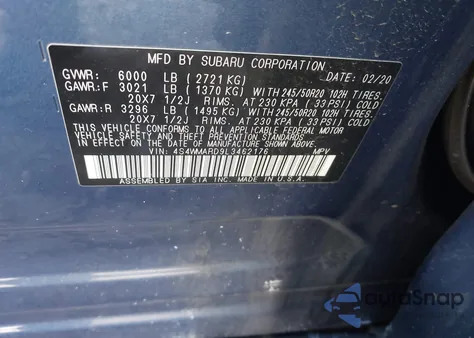 MFD BY SUBARU CORPORATION
GVWR: 6000 LB (2721 KG) DATE: 02/20
GAWR:F 3021 LB (1370 KG) WITH 245/50R20 102H TIRES.
20X7 1/2J RIMS. AT 230 KPA (33 PSI) COLD
GAWR:R 3296 LB (1495 KG) WITH 245/50R20 102H TIRES.
20X7 1/2J RIMS. AT 230 KPA (33 PSI) COLD
THIS VEHICLE CONFORMS TO ALL APPLICABLE FEDERAL MOTOR
VEHICLE SAFETY AND THEFT PREVENTION STANDARDS IN EFFECT ON
THE DATE OF MANUFACTURE SHOWN ABOVE.
VIN: 4S4WMARD9L3462176 MPV
ASSEMBLED BY SIA INC. MADE IN U.S.A.
AutoSnap